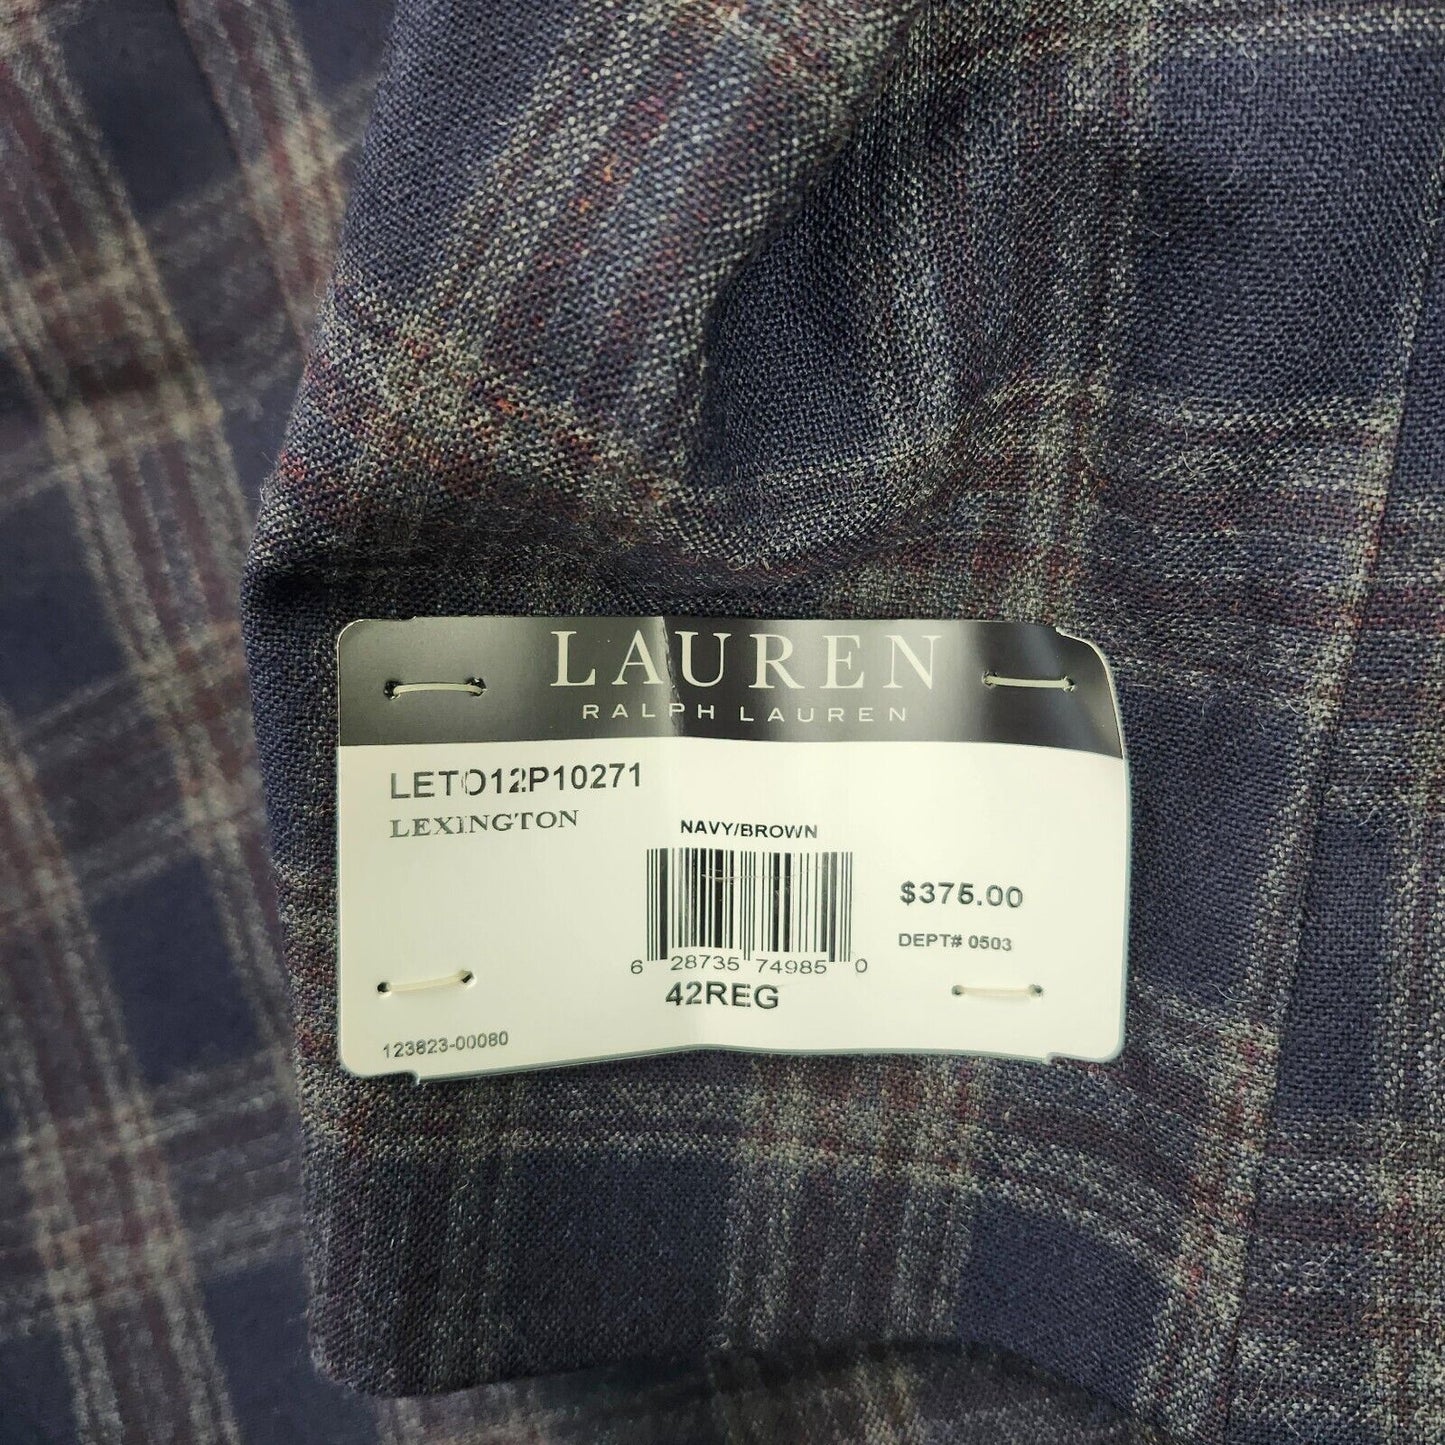 LAUREN
RALPH LAUREN
LETO12P10271
LEXINGTON
NAVY/BROWN
$375.00
DEPT# 0503
6 28735 74985 0
42REG
123823-00080